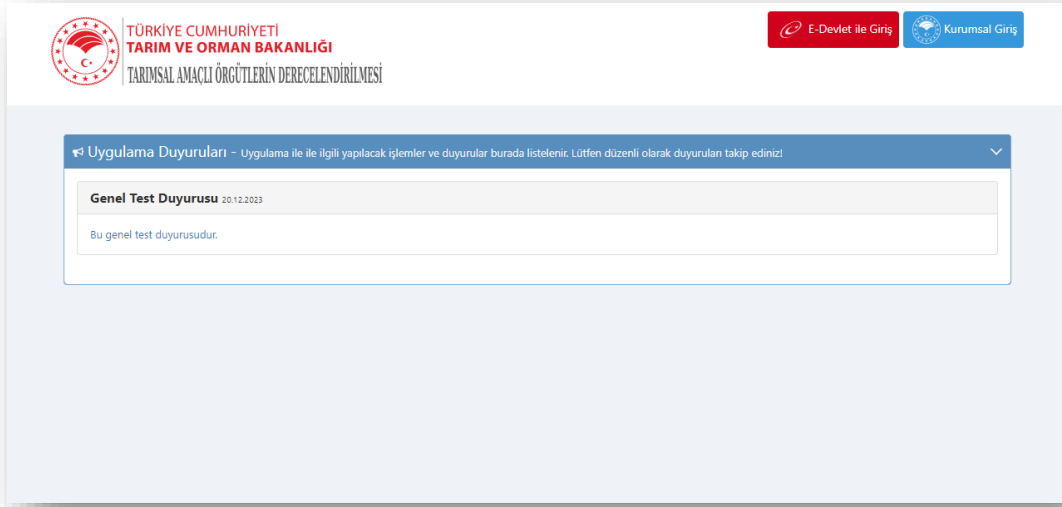 TÜRKİYE CUMHURİYETİ
TARIM VE ORMAN BAKANLIĞI
TARIMSAL AMAÇLI ÖRGÜTLERİN DERECELENDİRİLMESİ
E-Devlet ile Giriş
Kurumsal Giriş
Uygulama Duyuruları - Uygulama ile ile ilgili yapılacak işlemler ve duyurular burada listelenir. Lütfen düzenli olarak duyuruları takip ediniz!
Genel Test Duyurusu 20.12.2023
Bu genel test duyurusudur.